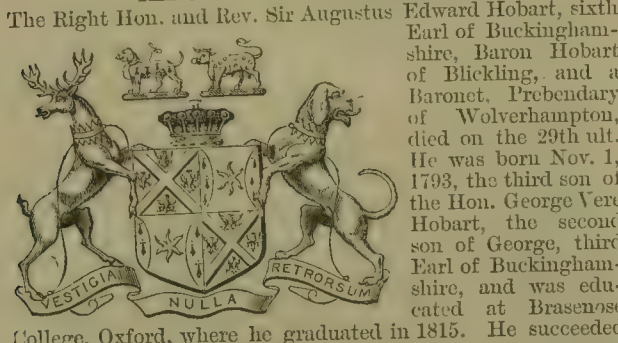 The Right Hon. and Rev. Sir Augustus Edward Hobart, sixth
Earl of Buckingham-
shire, Baron Hobart
of Blickling, and a
Baronet, Prebendary
of Wolverhampton,
died on the 29th ult.
He was born Nov. 1,
1793, the third son of
the Hon. George Vere
Hobart, the second
son of George, third
Earl of Buckingham-
shire, and was edu-
cated at Brasenose
VESTIGIA
NULLA
RETRORSUM
College, Oxford, where he graduated in 1815. He succeeded